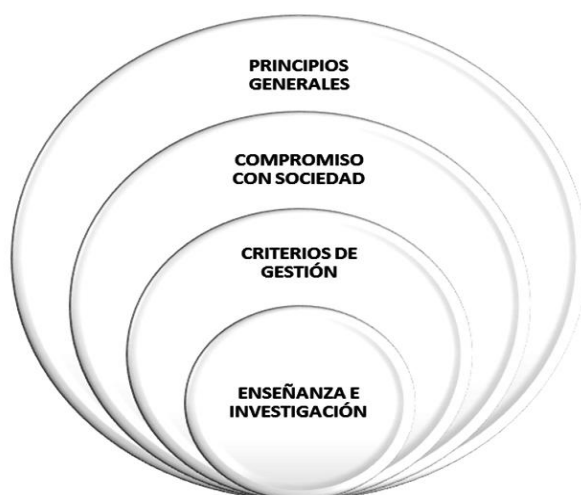 PRINCIPIOS
GENERALES
COMPROMISO
CON SOCIEDAD
CRITERIOS DE
GESTIÓN
ENSEÑANZA E
INVESTIGACIÓN